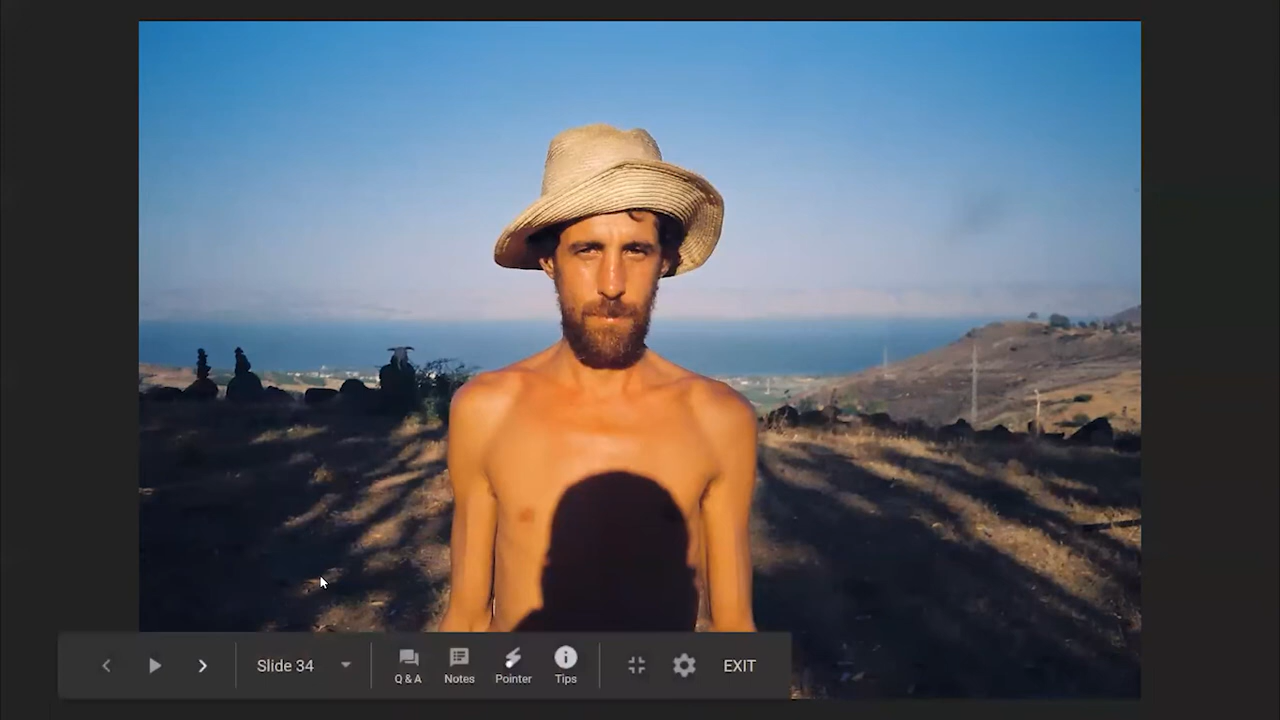 Slide 34
Q & A
Notes
Pointer
Tips
EXIT